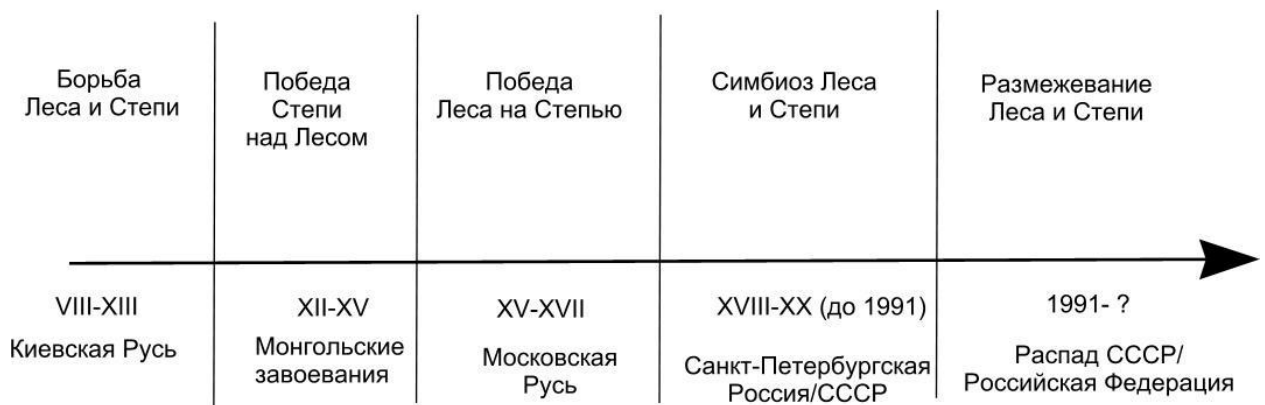 Борьба
Леса и Степи
Победа
Степи
над Лесом
Победа
Леса на Степью
Симбиоз Леса
и Степи
Размежевание
Леса и Степи
VIII-XIII
Киевская Русь
XII-XV
Монгольские
завоевания
XV-XVII
Московская
Русь
XVIII-XX (до 1991)
Санкт-Петербургская
Россия/СССР
1991- ?
Распад СССР/
Российская Федерация